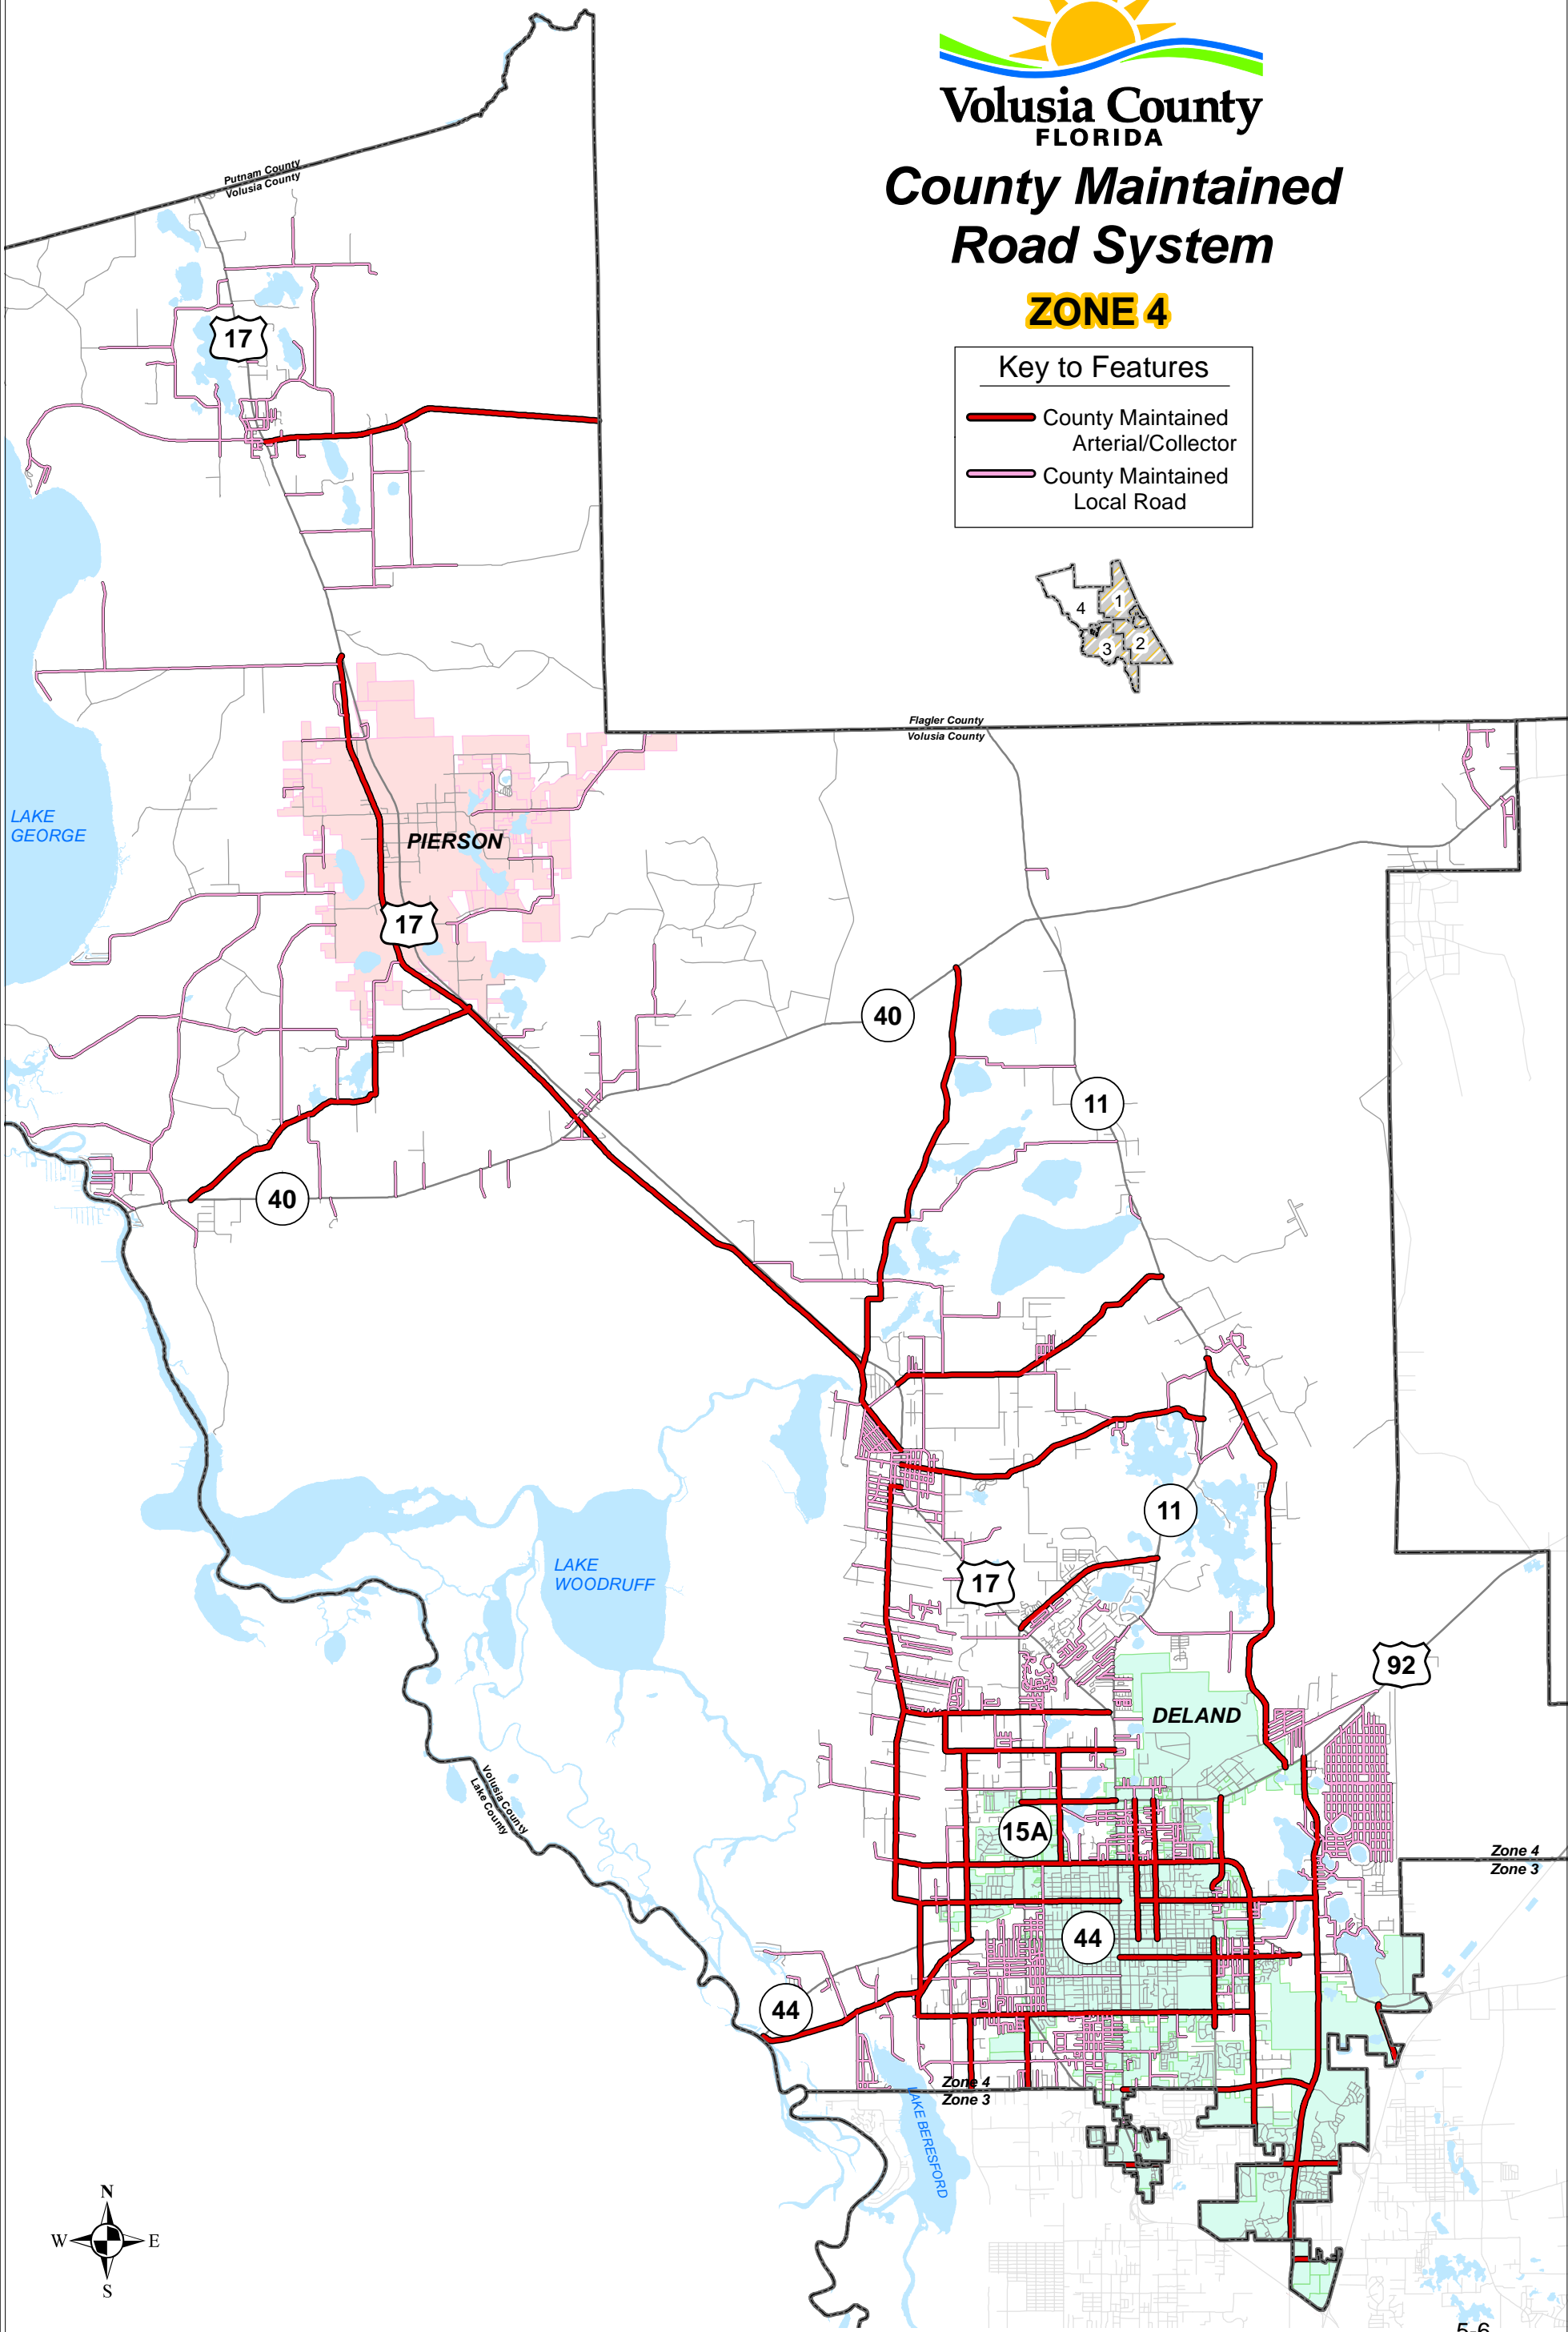 Volusia County
FLORIDA
County Maintained
Road System
ZONE 4
Key to Features
County Maintained
Arterial/Collector
County Maintained
Local Road
4
1
3
2
Putnam County
Volusia County
17
Flagler County
Volusia County
LAKE
GEORGE
PIERSON
17
40
11
40
11
LAKE
WOODRUFF
17
92
DELAND
Volusia County
Lake County
15A
Zone 4
Zone 3
44
44
Zone 4
Zone 3
LAKE BERESFORD
N
W
E
S
5-6